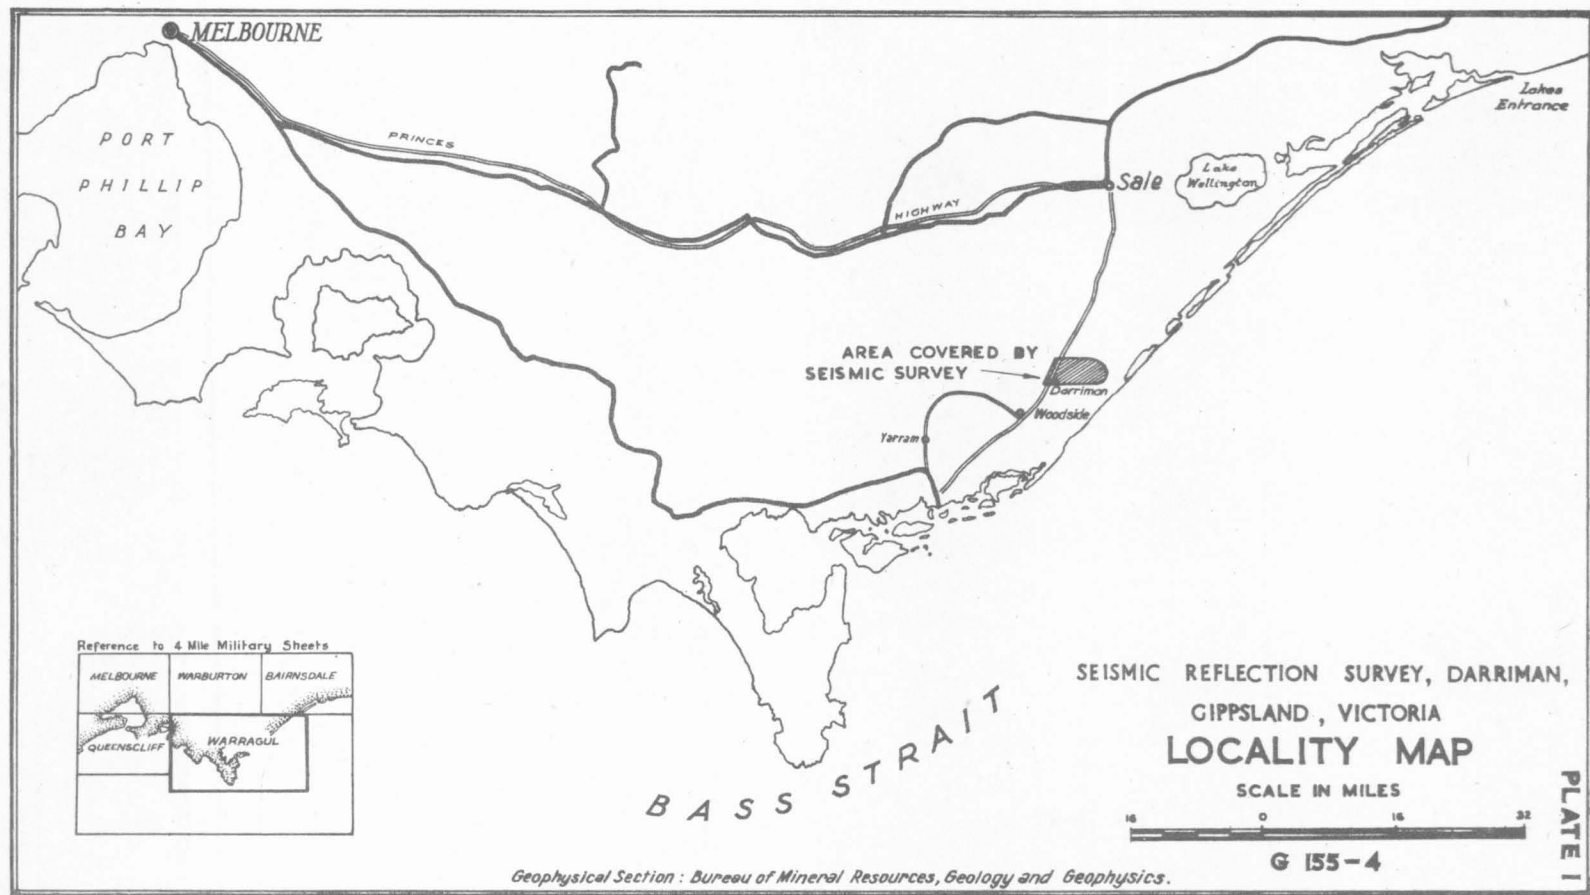 MELBOURNE
PORT
PHILLIP
BAY
PRINCES
HIGHWAY
Sale
Lake
Wellington
Lakes
Entrance
AREA COVERED BY
SEISMIC SURVEY
Darriman
Woodside
Yarram
BASS STRAIT
Reference to 4 Mile Military Sheets
MELBOURNE WARBURTON BAIRNSDALE
QUEENSCLIFF WARRAGUL
SEISMIC REFLECTION SURVEY, DARRIMAN,
GIPPSLAND, VICTORIA
LOCALITY MAP
SCALE IN MILES
16 0 16 32
G 155-4
PLATE 1
Geophysical Section : Bureau of Mineral Resources, Geology and Geophysics.